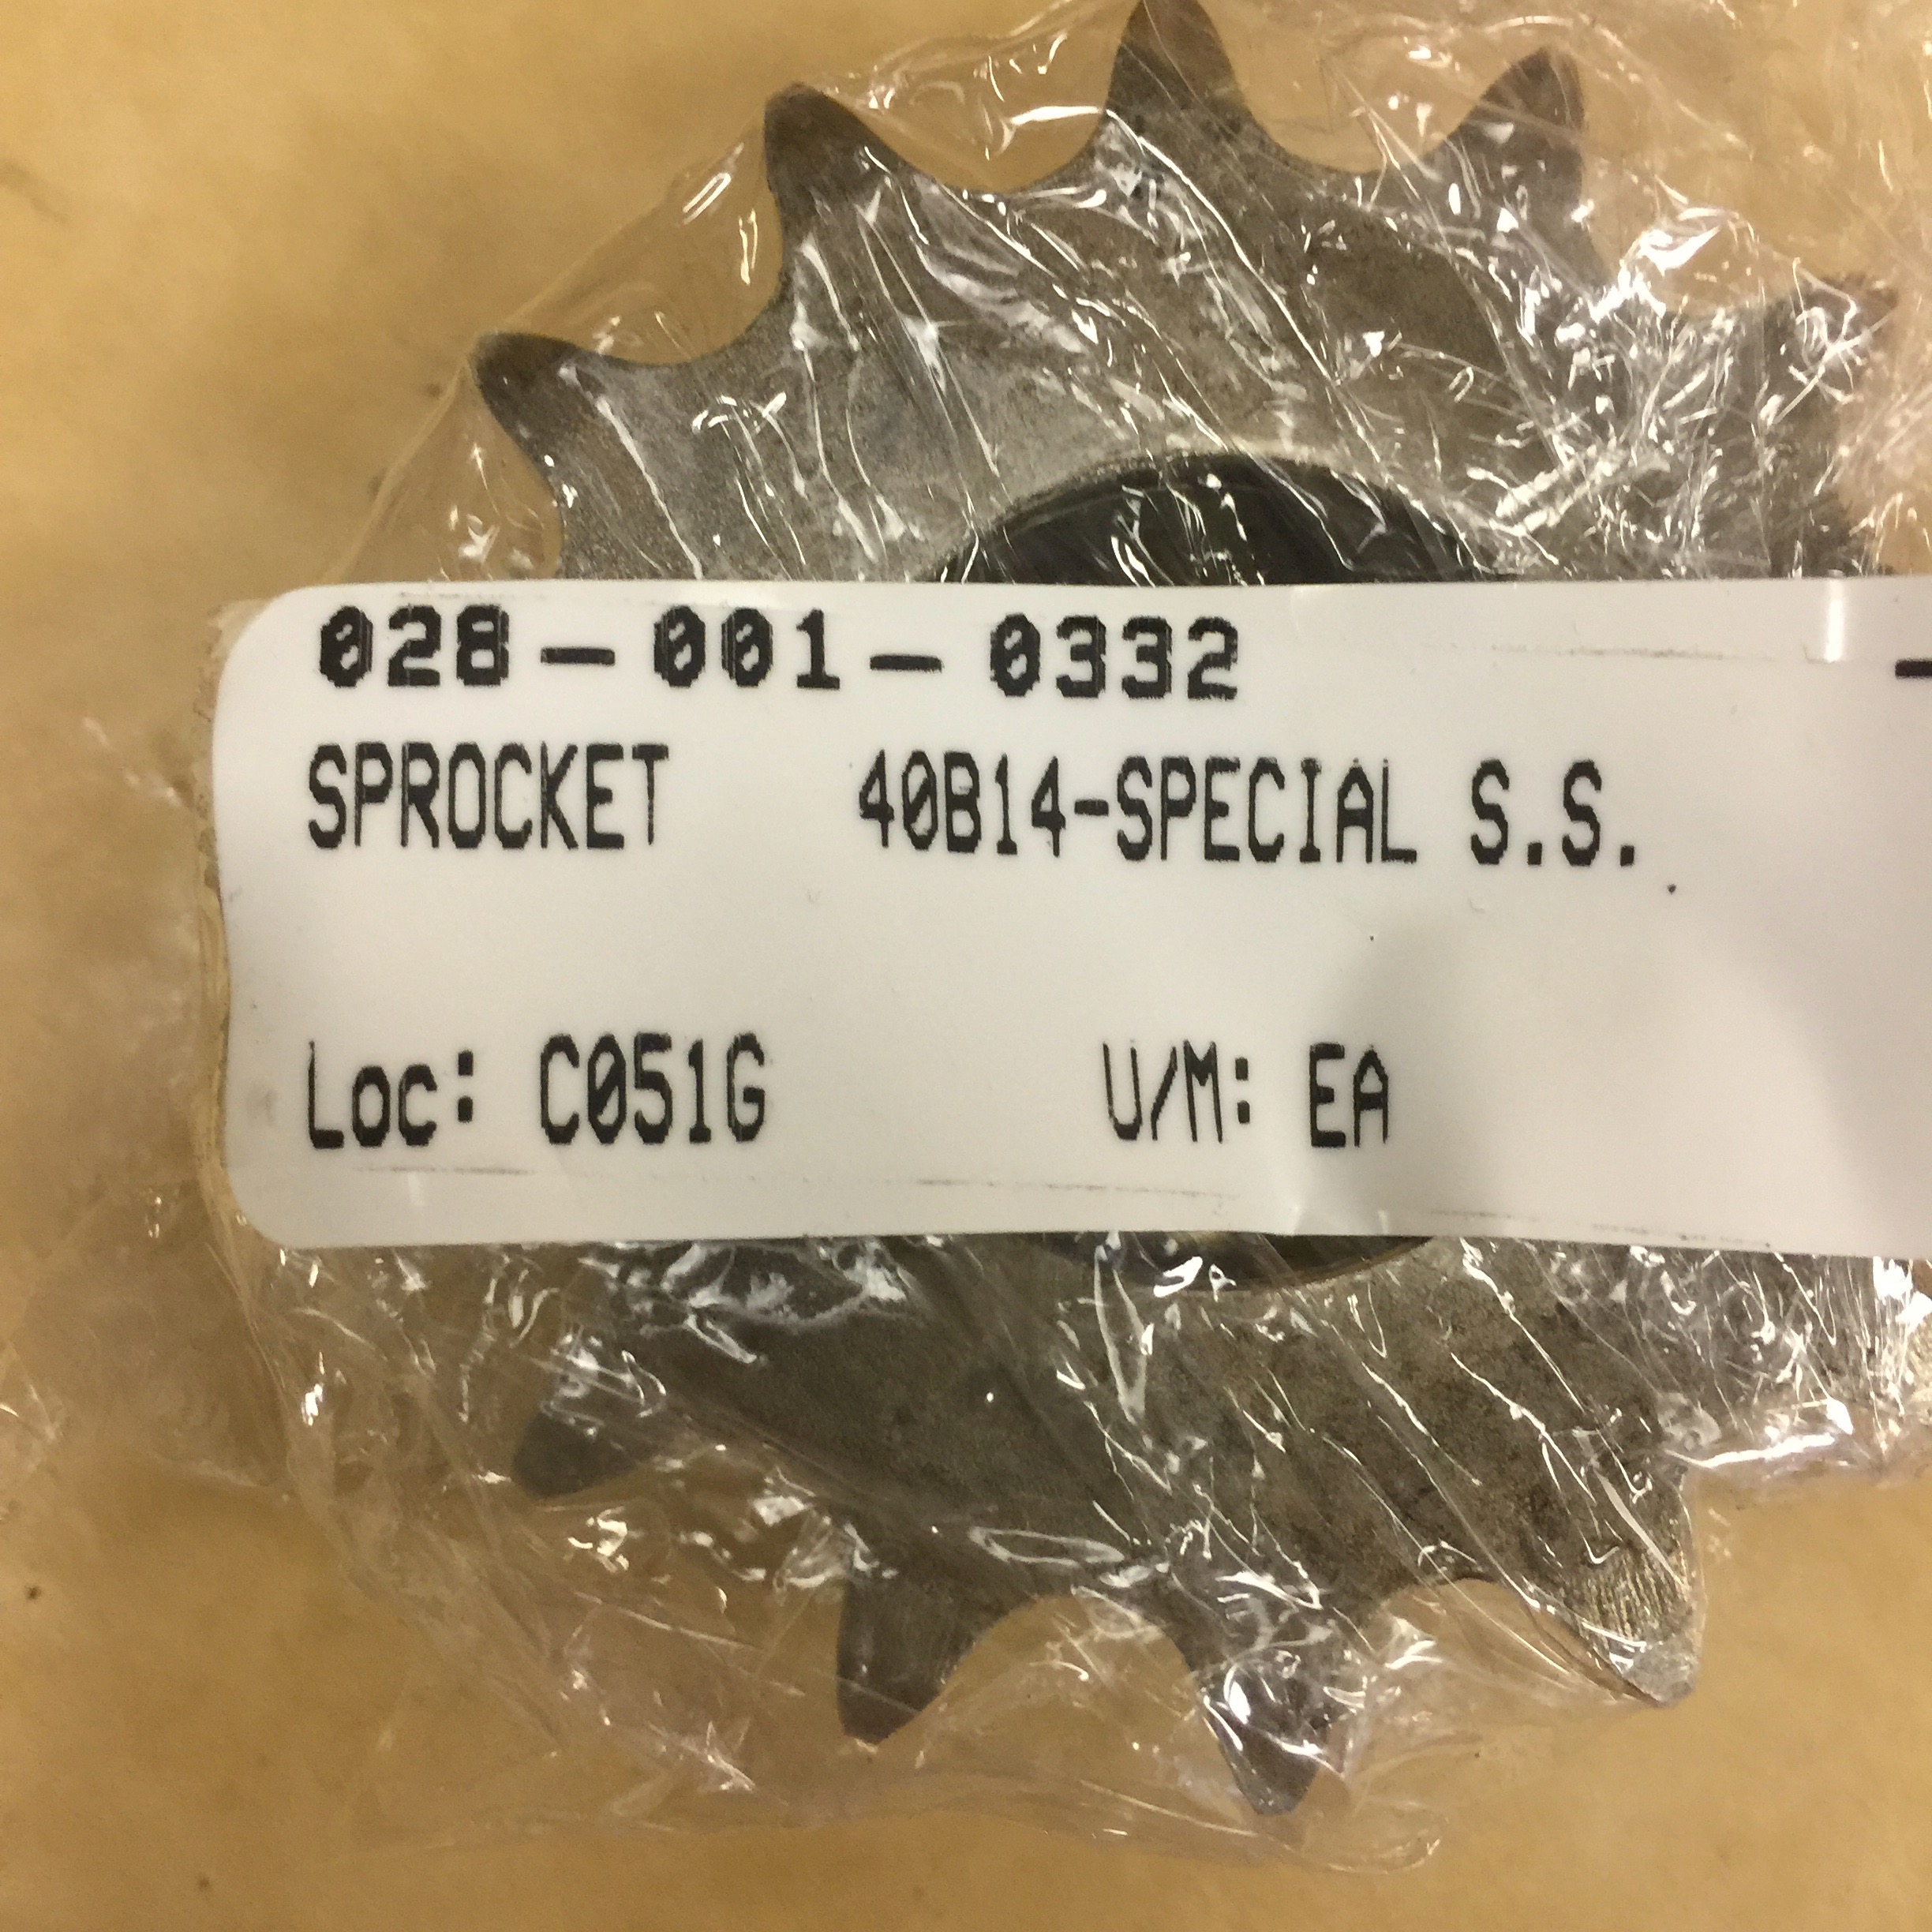 028-001-0332
SPROCKET 40B14-SPECIAL S.S.
Loc: C051G U/M: EA